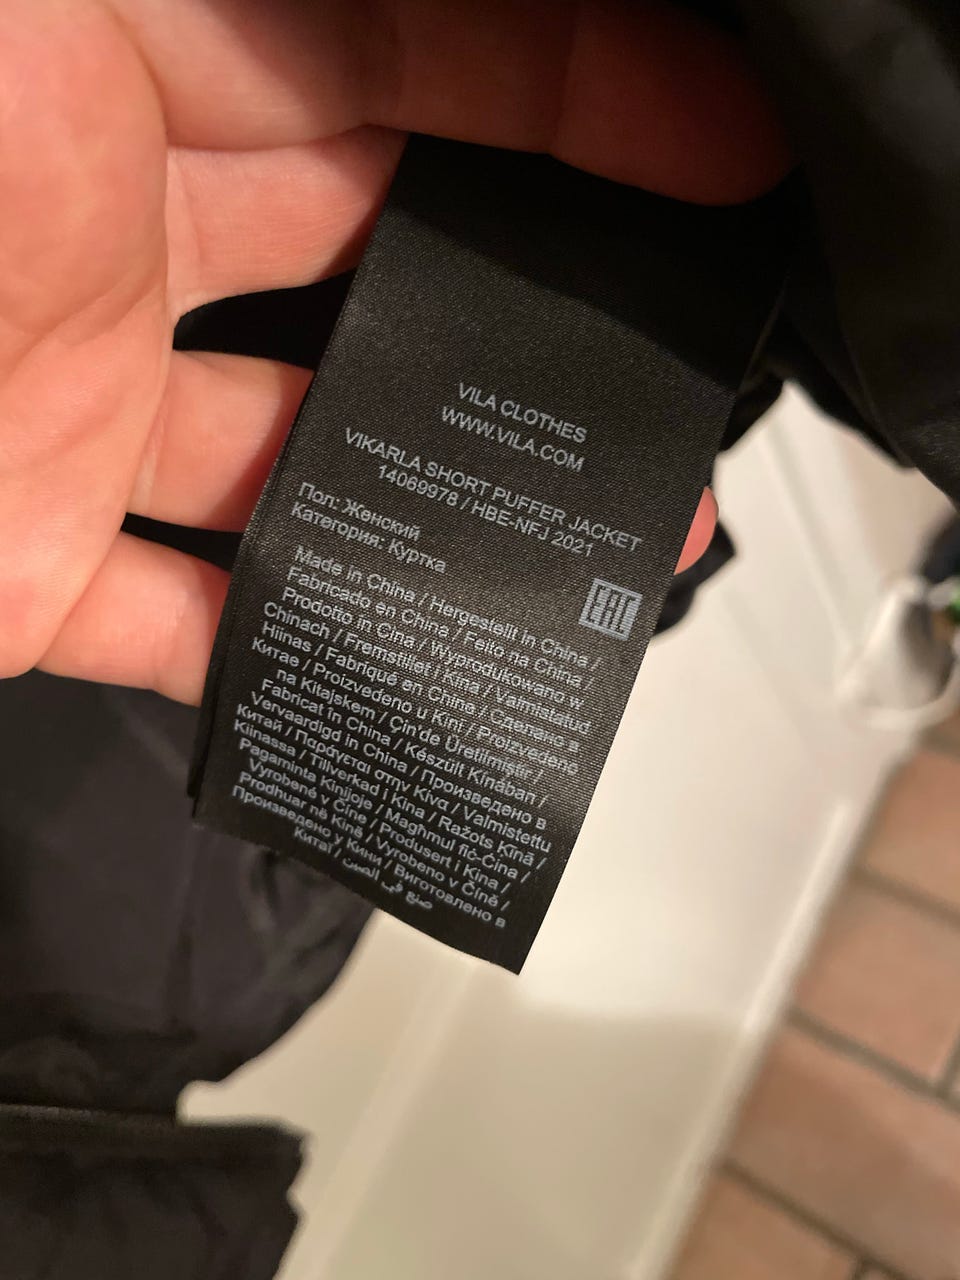 VILA CLOTHES
WWW.VILA.COM
VIKARLA SHORT PUFFER JACKET
14069978 / HBE-NFJ 2021
Пол: Женский
Категория: Куртка
EAC
Made in China / Hergestellt in China /
Fabricado en China / Feito na China /
Prodotto in Cina / Wyprodukowano w
Chinach / Fremstillet i Kina / Valmistatud
Hiinas / Fabriqué en Chine / Сделано в
Китае / Proizvedeno u Kini / Proizvedeno
na Kitajskem / Çin'de Üretilmiştir /
Fabricat în China / Készült Kínában /
Vervaardigd in China / Произведено в
Китай / Παράγεται στην Κίνα / Valmistettu
Kiinassa / Tillverkad i Kina / Ražots Ķīnā /
Pagaminta Kinijoje / Maghmul fiċ-Ċina /
Vyrobené v Číne / Produsert i Kina /
Prodhuar në Kinë / Vyrobeno v Číně /
Произведено у Кини / Виготовлено в
Китаї / صنع في الصين